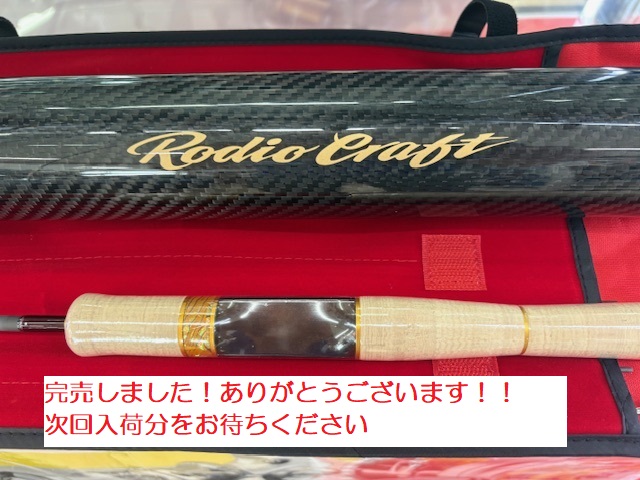 Rodio Craft
完売しました！ありがとうございます！！
次回入荷分をお待ちください